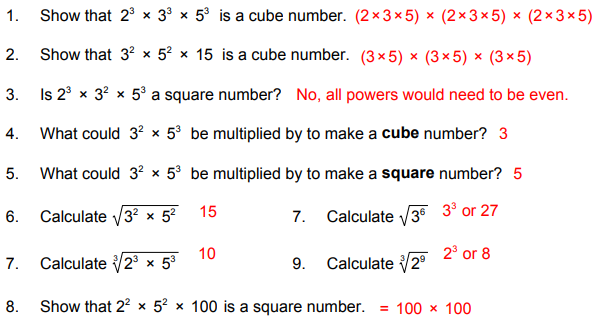 1. Show that 2³ × 3³ × 5³ is a cube number. (2×3×5) × (2×3×5) × (2×3×5)
2. Show that 3² × 5² × 15 is a cube number. (3×5) × (3×5) × (3×5)
3. Is 2³ × 3² × 5³ a square number? No, all powers would need to be even.
4. What could 3² × 5³ be multiplied by to make a cube number? 3
5. What could 3² × 5³ be multiplied by to make a square number? 5
6. Calculate √(3² × 5²) 15 7. Calculate √(3⁶) 3³ or 27
7. Calculate ∛(2³ × 5³) 10 9. Calculate ∛(2⁹) 2³ or 8
8. Show that 2² × 5² × 100 is a square number. = 100 × 100